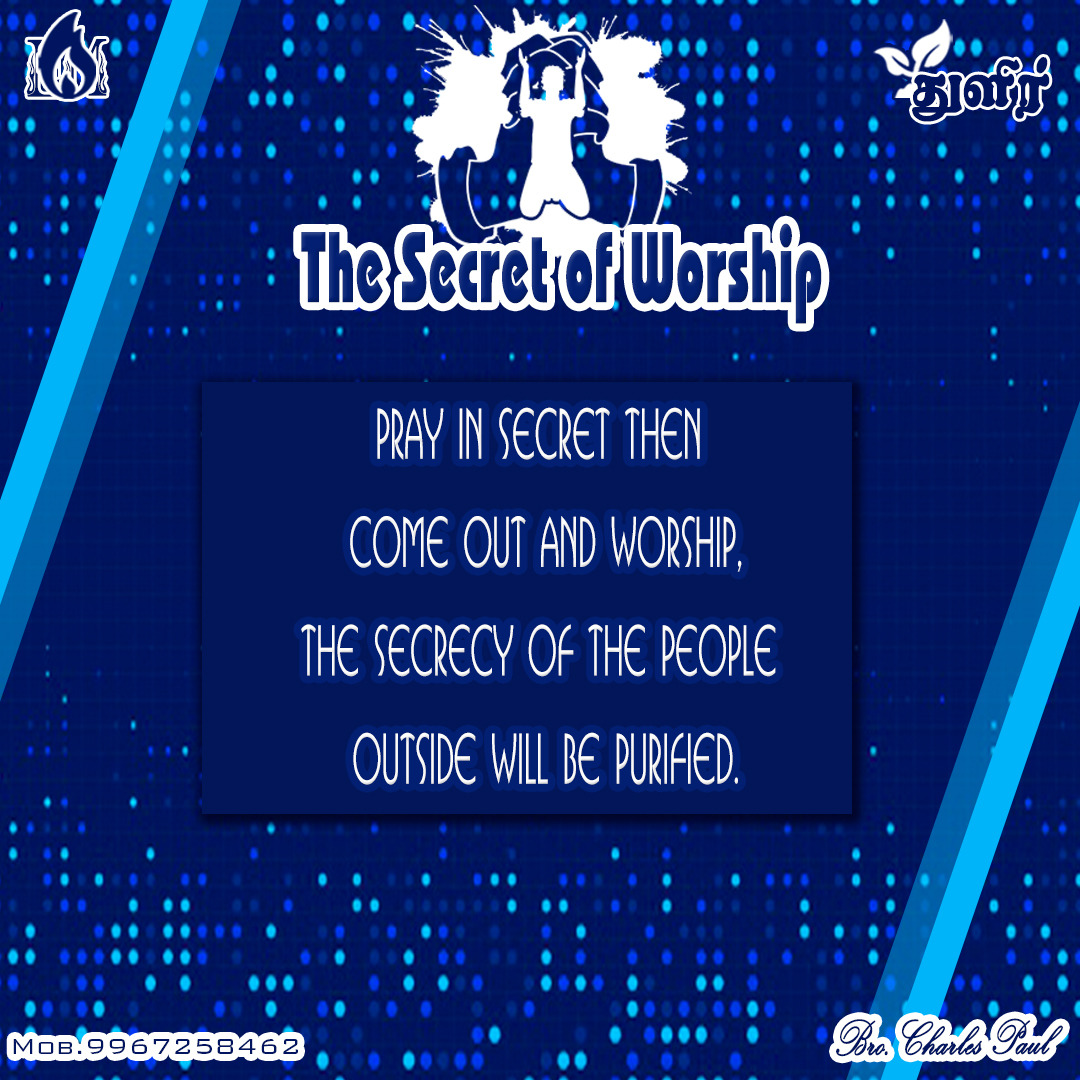 துளிர்
The Secret of Worship
PRAY IN SECRET THEN
COME OUT AND WORSHIP,
THE SECRECY OF THE PEOPLE
OUTSIDE WILL BE PURIFIED.
Mob.9967258462
Bro. Charles Paul